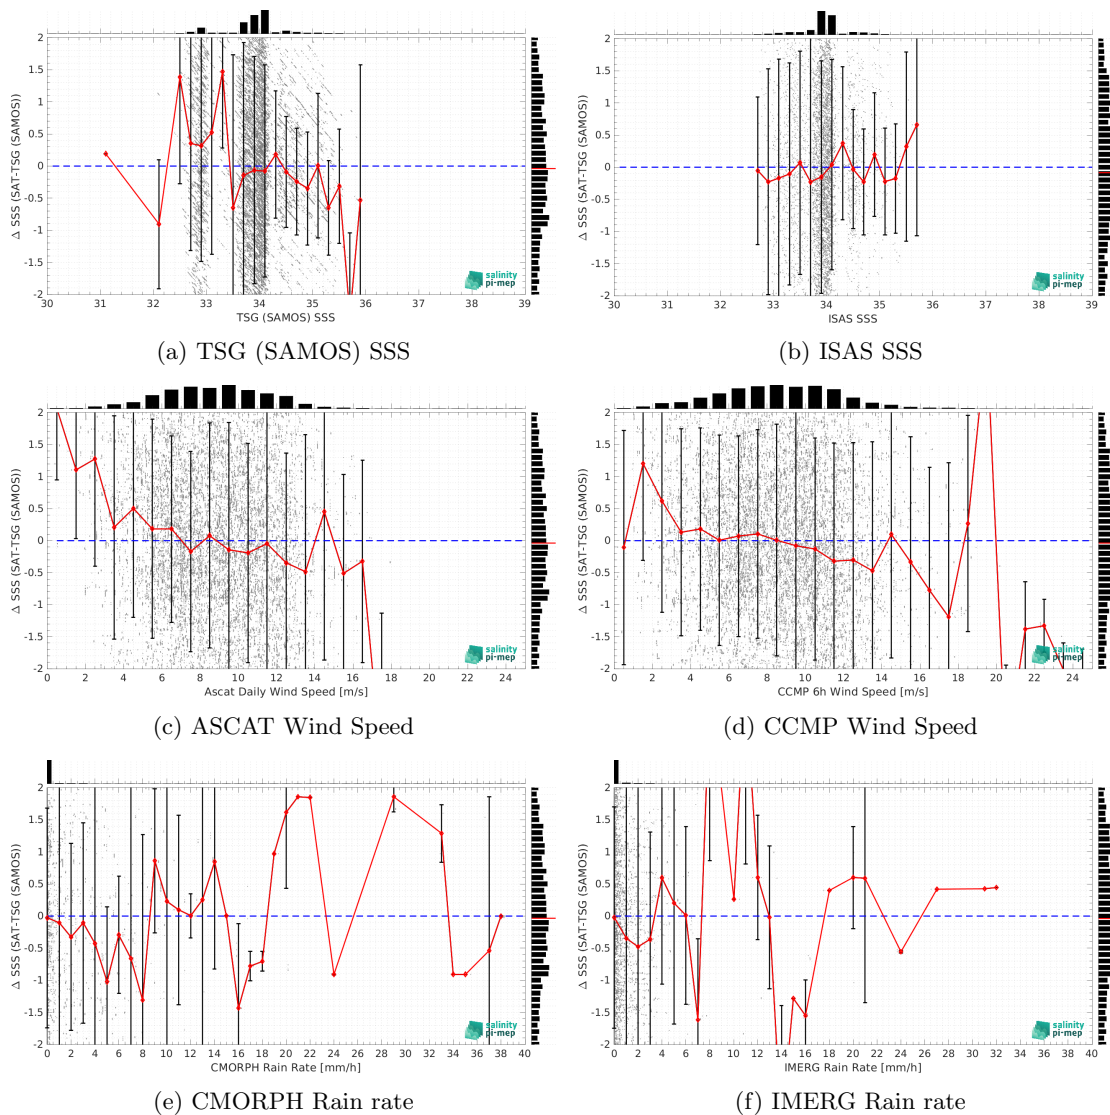 2
1.5
1
0.5
0
-0.5
-1
-1.5
-2
Δ SSS (SAT-TSG (SAMOS))
30 31 32 33 34 35 36 37 38 39
TSG (SAMOS) SSS
salinity
pi-mep
(a) TSG (SAMOS) SSS
2
1.5
1
0.5
0
-0.5
-1
-1.5
-2
Δ SSS (SAT-TSG (SAMOS))
30 31 32 33 34 35 36 37 38 39
ISAS SSS
salinity
pi-mep
(b) ISAS SSS
2
1.5
1
0.5
0
-0.5
-1
-1.5
-2
Δ SSS (SAT-TSG (SAMOS))
0 2 4 6 8 10 12 14 16 18 20 22 24
Ascat Daily Wind Speed [m/s]
salinity
pi-mep
(c) ASCAT Wind Speed
2
1.5
1
0.5
0
-0.5
-1
-1.5
-2
Δ SSS (SAT-TSG (SAMOS))
0 2 4 6 8 10 12 14 16 18 20 22 24
CCMP 6h Wind Speed [m/s]
salinity
pi-mep
(d) CCMP Wind Speed
2
1.5
1
0.5
0
-0.5
-1
-1.5
-2
Δ SSS (SAT-TSG (SAMOS))
0 2 4 6 8 10 12 14 16 18 20 22 24 26 28 30 32 34 36 38 40
CMORPH Rain Rate [mm/h]
salinity
pi-mep
(e) CMORPH Rain rate
2
1.5
1
0.5
0
-0.5
-1
-1.5
-2
Δ SSS (SAT-TSG (SAMOS))
0 2 4 6 8 10 12 14 16 18 20 22 24 26 28 30 32 34 36 38 40
IMERG Rain Rate [mm/h]
salinity
pi-mep
(f) IMERG Rain rate